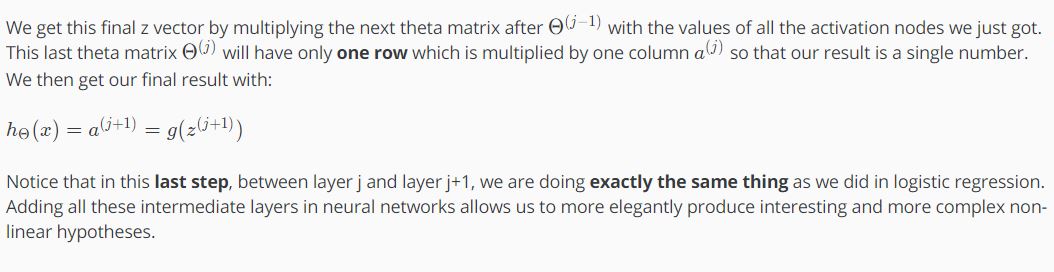 We get this final z vector by multiplying the next theta matrix after Θ^(j−1) with the values of all the activation nodes we just got.
This last theta matrix Θ^(j) will have only one row which is multiplied by one column a^(j) so that our result is a single number.
We then get our final result with:
h_Θ(x) = a^(j+1) = g(z^(j+1))
Notice that in this last step, between layer j and layer j+1, we are doing exactly the same thing as we did in logistic regression.
Adding all these intermediate layers in neural networks allows us to more elegantly produce interesting and more complex non-
linear hypotheses.